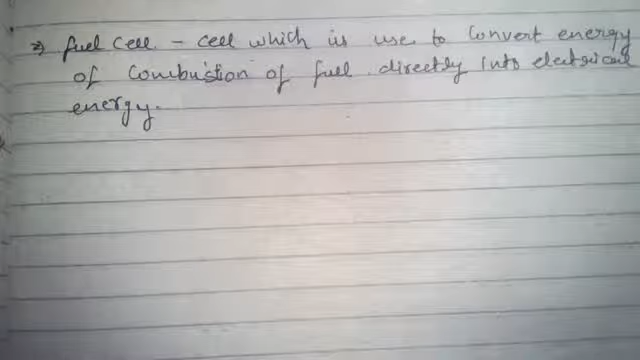 ⇒ fuel cell - cell which is use to convert energy
of combustion of fuel directly into electrical
energy.